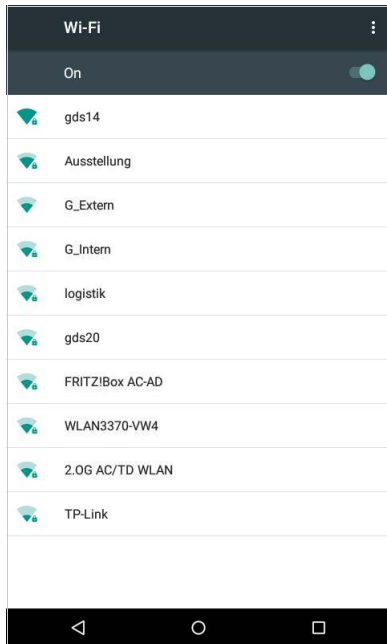 Wi-Fi
On
gds14
Ausstellung
G_Extern
G_Intern
logistik
gds20
FRITZ!Box AC-AD
WLAN3370-VW4
2.OG AC/TD WLAN
TP-Link